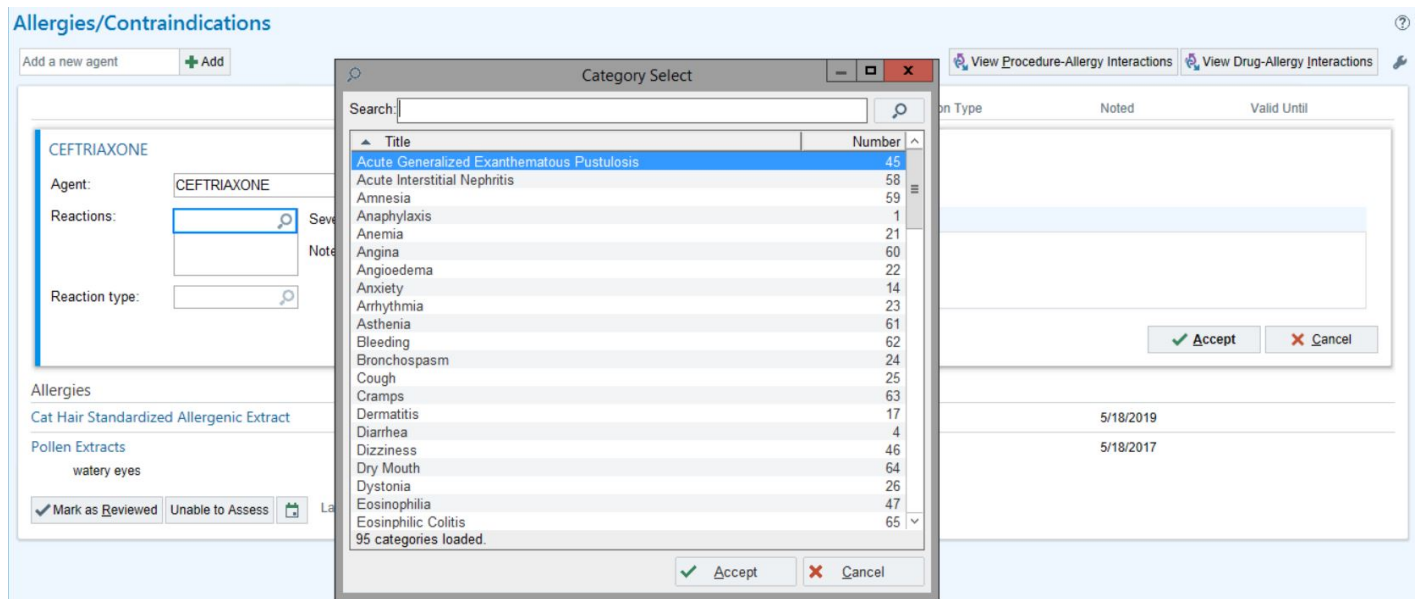 Allergies/Contraindications
Add a new agent
Add
View Procedure-Allergy Interactions
View Drug-Allergy Interactions
on Type
Noted
Valid Until
CEFTRIAXONE
Agent:
CEFTRIAXONE
Reactions:
Seve
Note
Reaction type:
Accept
Cancel
Allergies
Cat Hair Standardized Allergenic Extract
5/18/2019
Pollen Extracts
5/18/2017
watery eyes
Mark as Reviewed
Unable to Assess
La
Category Select
Search:
Title Number
Acute Generalized Exanthematous Pustulosis 45
Acute Interstitial Nephritis 58
Amnesia 59
Anaphylaxis 1
Anemia 21
Angina 60
Angioedema 22
Anxiety 14
Arrhythmia 23
Asthenia 61
Bleeding 62
Bronchospasm 24
Cough 25
Cramps 63
Dermatitis 17
Diarrhea 4
Dizziness 46
Dry Mouth 64
Dystonia 26
Eosinophilia 47
Eosinphilic Colitis 65
95 categories loaded.
Accept
Cancel